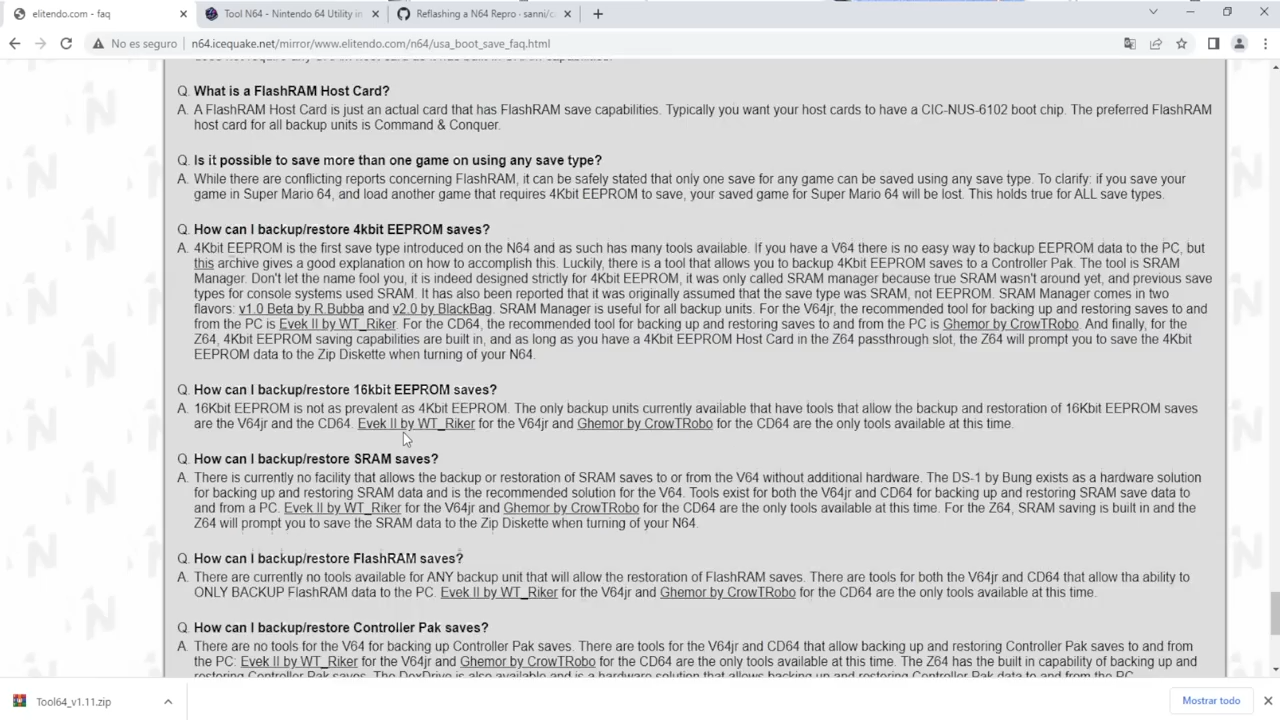 elitendo.com - faq
Tool N64 - Nintendo 64 Utility in
Reflashing a N64 Repro · sanni/c
No es seguro
n64.icequake.net/mirror/www.elitendo.com/n64/usa_boot_save_faq.html
Q. What is a FlashRAM Host Card?
A. A FlashRAM Host Card is just an actual card that has FlashRAM save capabilities. Typically you want your host cards to have a CIC-NUS-6102 boot chip. The preferred FlashRAM
host card for all backup units is Command & Conquer.
Q. Is it possible to save more than one game on using any save type?
A. While there are conflicting reports concerning FlashRAM, it can be safely stated that only one save for any game can be saved using any save type. To clarify: if you save your
game in Super Mario 64, and load another game that requires 4Kbit EEPROM to save, your saved game for Super Mario 64 will be lost. This holds true for ALL save types.
Q. How can I backup/restore 4kbit EEPROM saves?
A. 4Kbit EEPROM is the first save type introduced on the N64 and as such has many tools available. If you have a V64 there is no easy way to backup EEPROM data to the PC, but
this archive gives a good explanation on how to accomplish this. Luckily, there is a tool that allows you to backup 4Kbit EEPROM saves to a Controller Pak. The tool is SRAM
Manager. Don't let the name fool you, it is indeed designed strictly for 4Kbit EEPROM, it was only called SRAM manager because true SRAM wasn't around yet, and previous save
types for console systems used SRAM. It has also been reported that it was originally assumed that the save type was SRAM, not EEPROM. SRAM Manager comes in two
flavors: v1.0 Beta by R.Bubba and v2.0 by BlackBag. SRAM Manager is useful for all backup units. For the V64jr, the recommended tool for backing up and restoring saves to and
from the PC is Evek II by WT_Riker. For the CD64, the recommended tool for backing up and restoring saves to and from the PC is Ghemor by CrowTRobo. And finally, for the
Z64, 4Kbit EEPROM saving capabilities are built in, and as long as you have a 4Kbit EEPROM Host Card in the Z64 passthrough slot, the Z64 will prompt you to save the 4Kbit
EEPROM data to the Zip Diskette when turning of your N64.
Q. How can I backup/restore 16kbit EEPROM saves?
A. 16Kbit EEPROM is not as prevalent as 4Kbit EEPROM. The only backup units currently available that have tools that allow the backup and restoration of 16Kbit EEPROM saves
are the V64jr and the CD64. Evek II by WT_Riker for the V64jr and Ghemor by CrowTRobo for the CD64 are the only tools available at this time.
Q. How can I backup/restore SRAM saves?
A. There is currently no facility that allows the backup or restoration of SRAM saves to or from the V64 without additional hardware. The DS-1 by Bung exists as a hardware solution
for backing up and restoring SRAM data and is the recommended solution for the V64. Tools exist for both the V64jr and CD64 for backing up and restoring SRAM save data to
and from a PC. Evek II by WT_Riker for the V64jr and Ghemor by CrowTRobo for the CD64 are the only tools available at this time. For the Z64, SRAM saving is built in and the
Z64 will prompt you to save the SRAM data to the Zip Diskette when turning of your N64.
Q. How can I backup/restore FlashRAM saves?
A. There are currently no tools available for ANY backup unit that will allow the restoration of FlashRAM saves. There are tools for both the V64jr and CD64 that allow tha ability to
ONLY BACKUP FlashRAM data to the PC. Evek II by WT_Riker for the V64jr and Ghemor by CrowTRobo for the CD64 are the only tools available at this time.
Q. How can I backup/restore Controller Pak saves?
A. There are no tools for the V64 for backing up Controller Pak saves. There are tools for the V64jr and CD64 that allow backup and restoring Controller Pak saves to and from
the PC: Evek II by WT_Riker for the V64jr and Ghemor by CrowTRobo for the CD64 are the only tools available at this time. The Z64 has the built in capability of backing up and
restoring Controller Pak saves. The DexDrive is also available and is a hardware solution that allows backing up and restoring Controller Pak data to and from the PC.
Tool64_v1.11.zip
Mostrar todo